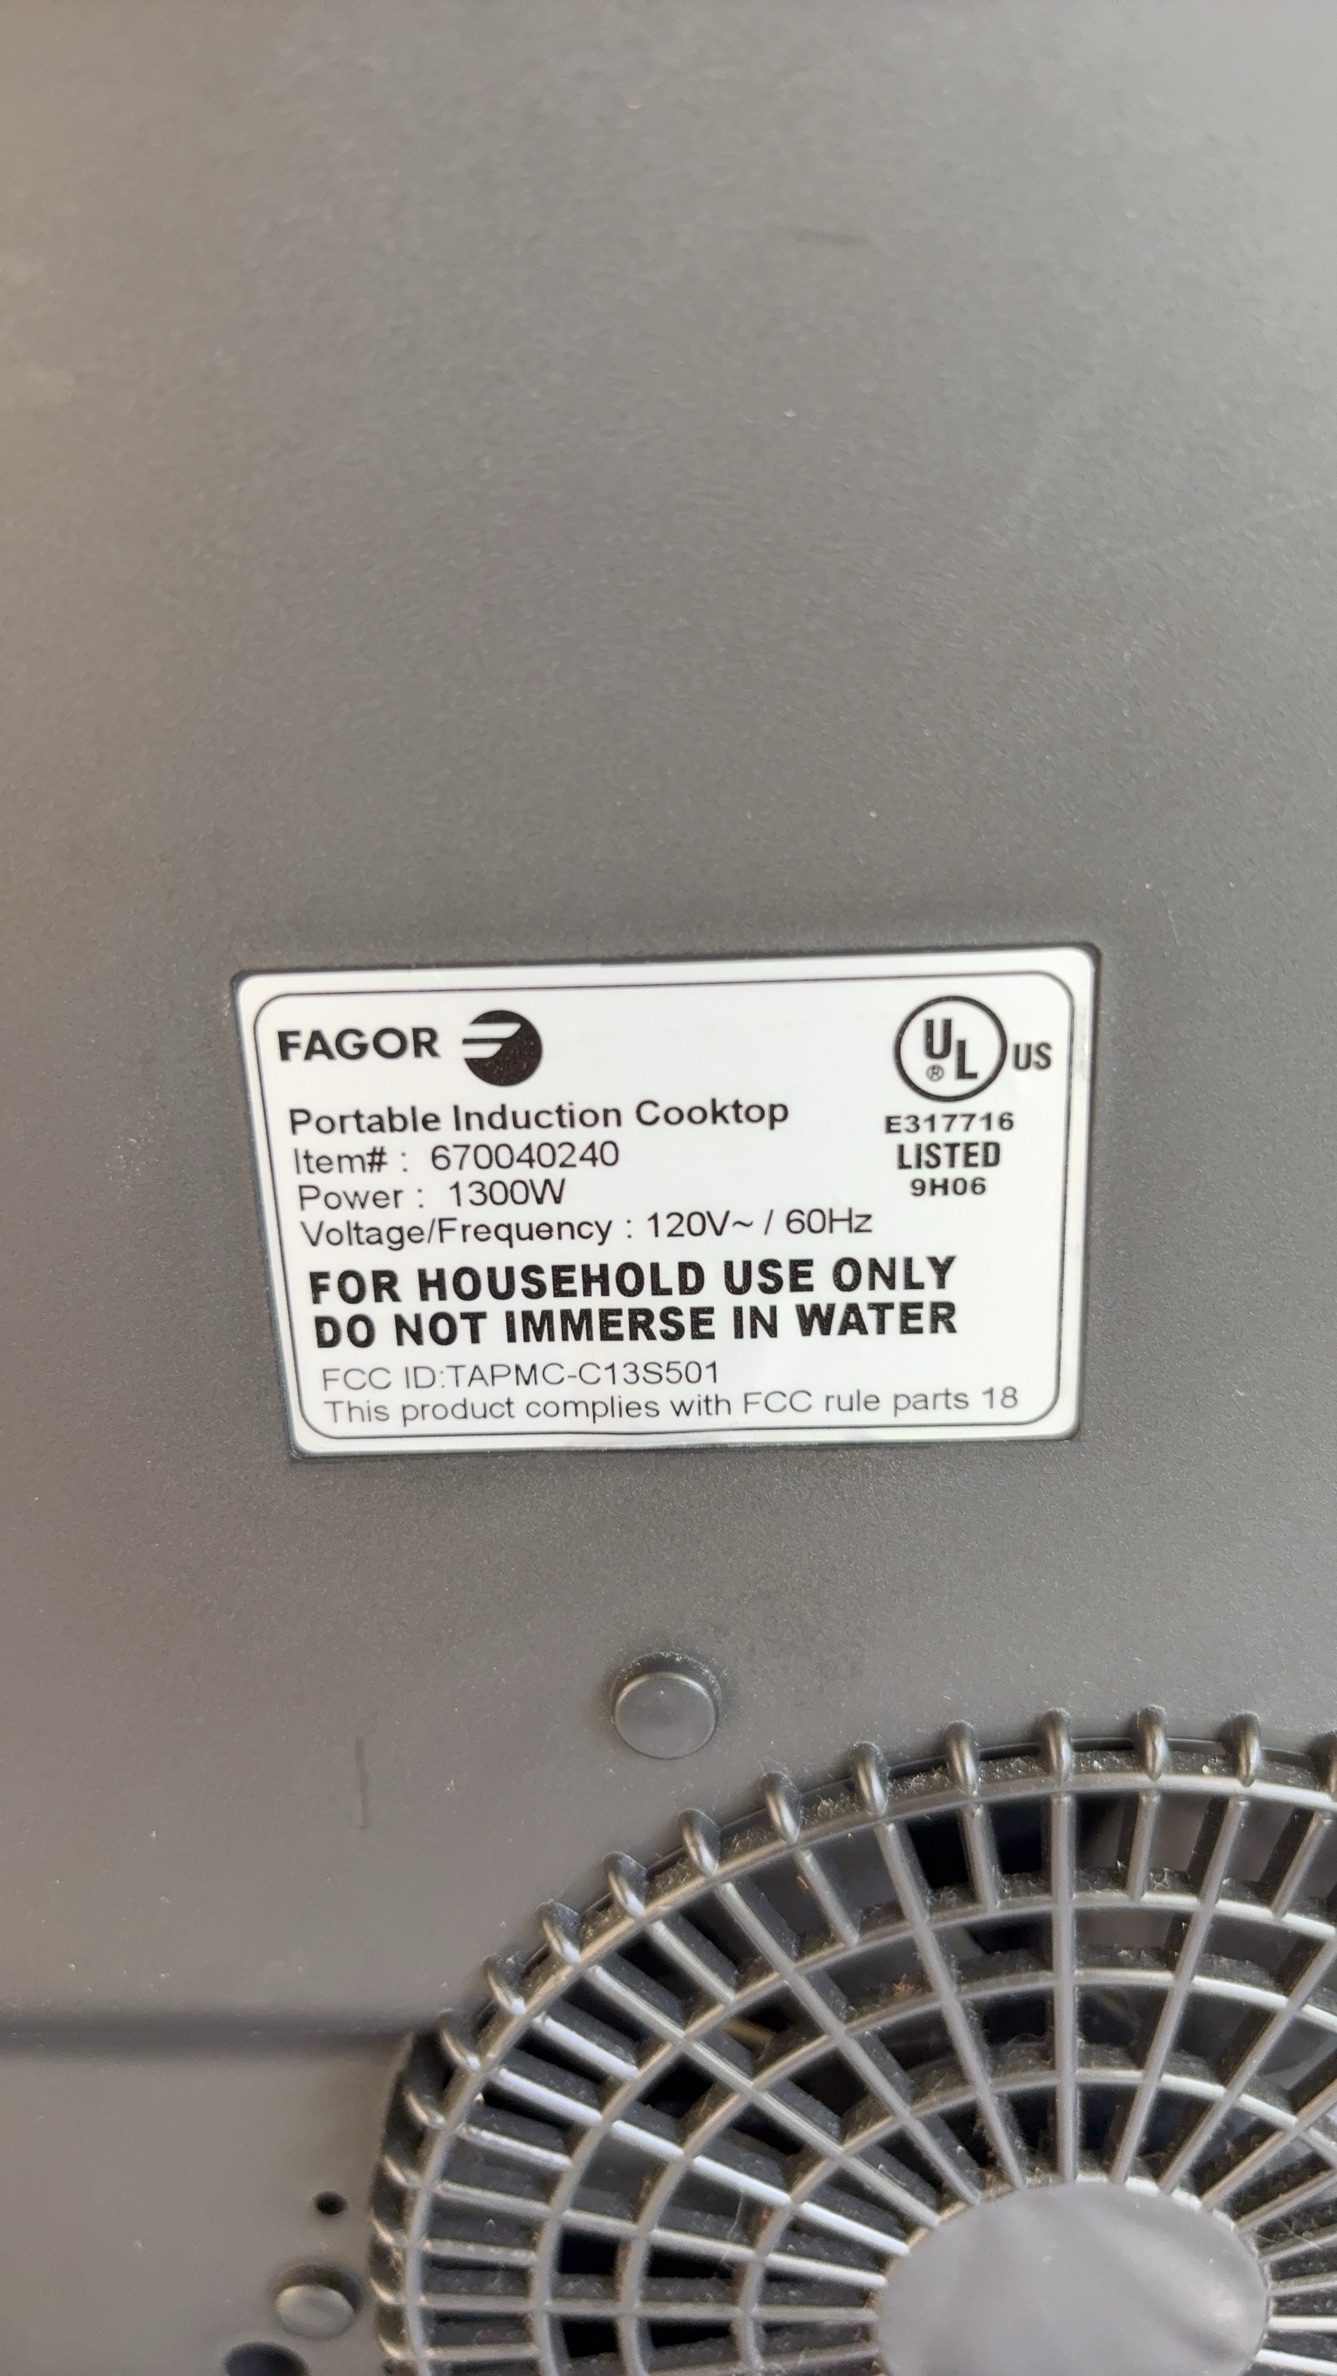 FAGOR
UL® US
E317716
LISTED
9H06
Portable Induction Cooktop
Item# : 670040240
Power : 1300W
Voltage/Frequency : 120V~ / 60Hz
FOR HOUSEHOLD USE ONLY
DO NOT IMMERSE IN WATER
FCC ID:TAPMC-C13S501
This product complies with FCC rule parts 18